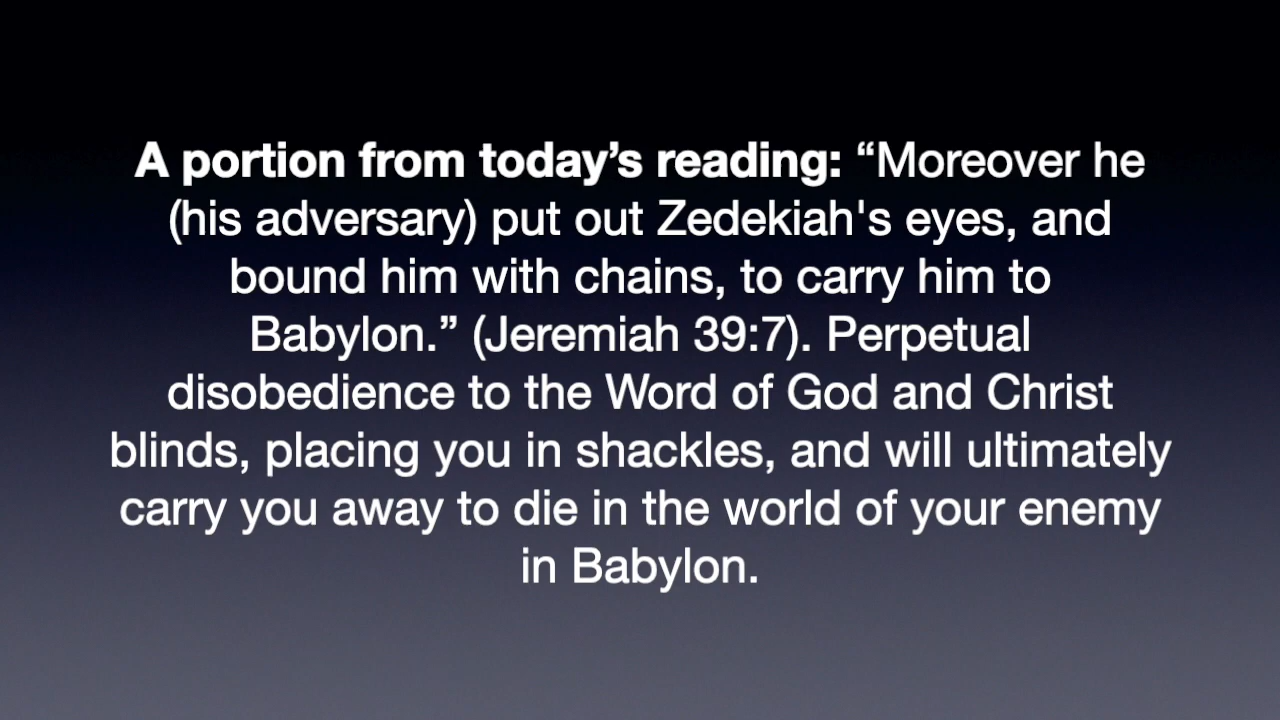 A portion from today’s reading: “Moreover he
(his adversary) put out Zedekiah's eyes, and
bound him with chains, to carry him to
Babylon.” (Jeremiah 39:7). Perpetual
disobedience to the Word of God and Christ
blinds, placing you in shackles, and will ultimately
carry you away to die in the world of your enemy
in Babylon.